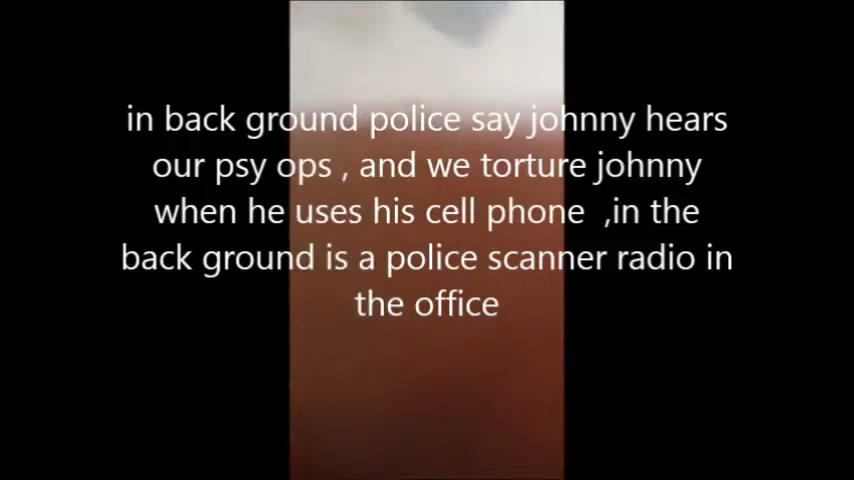 in back ground police say johnny hears
our psy ops , and we torture johnny
when he uses his cell phone  ,in the
back ground is a police scanner radio in
the office